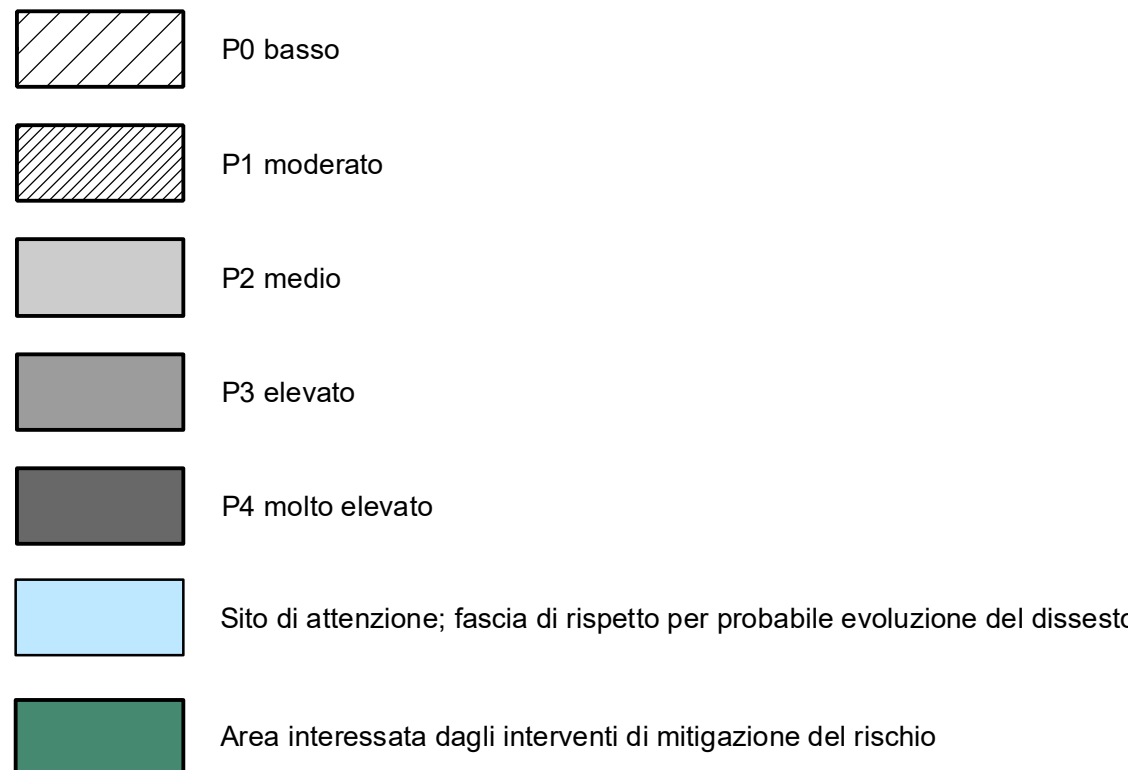 P0 basso
P1 moderato
P2 medio
P3 elevato
P4 molto elevato
Sito di attenzione; fascia di rispetto per probabile evoluzione del dissesto
Area interessata dagli interventi di mitigazione del rischio